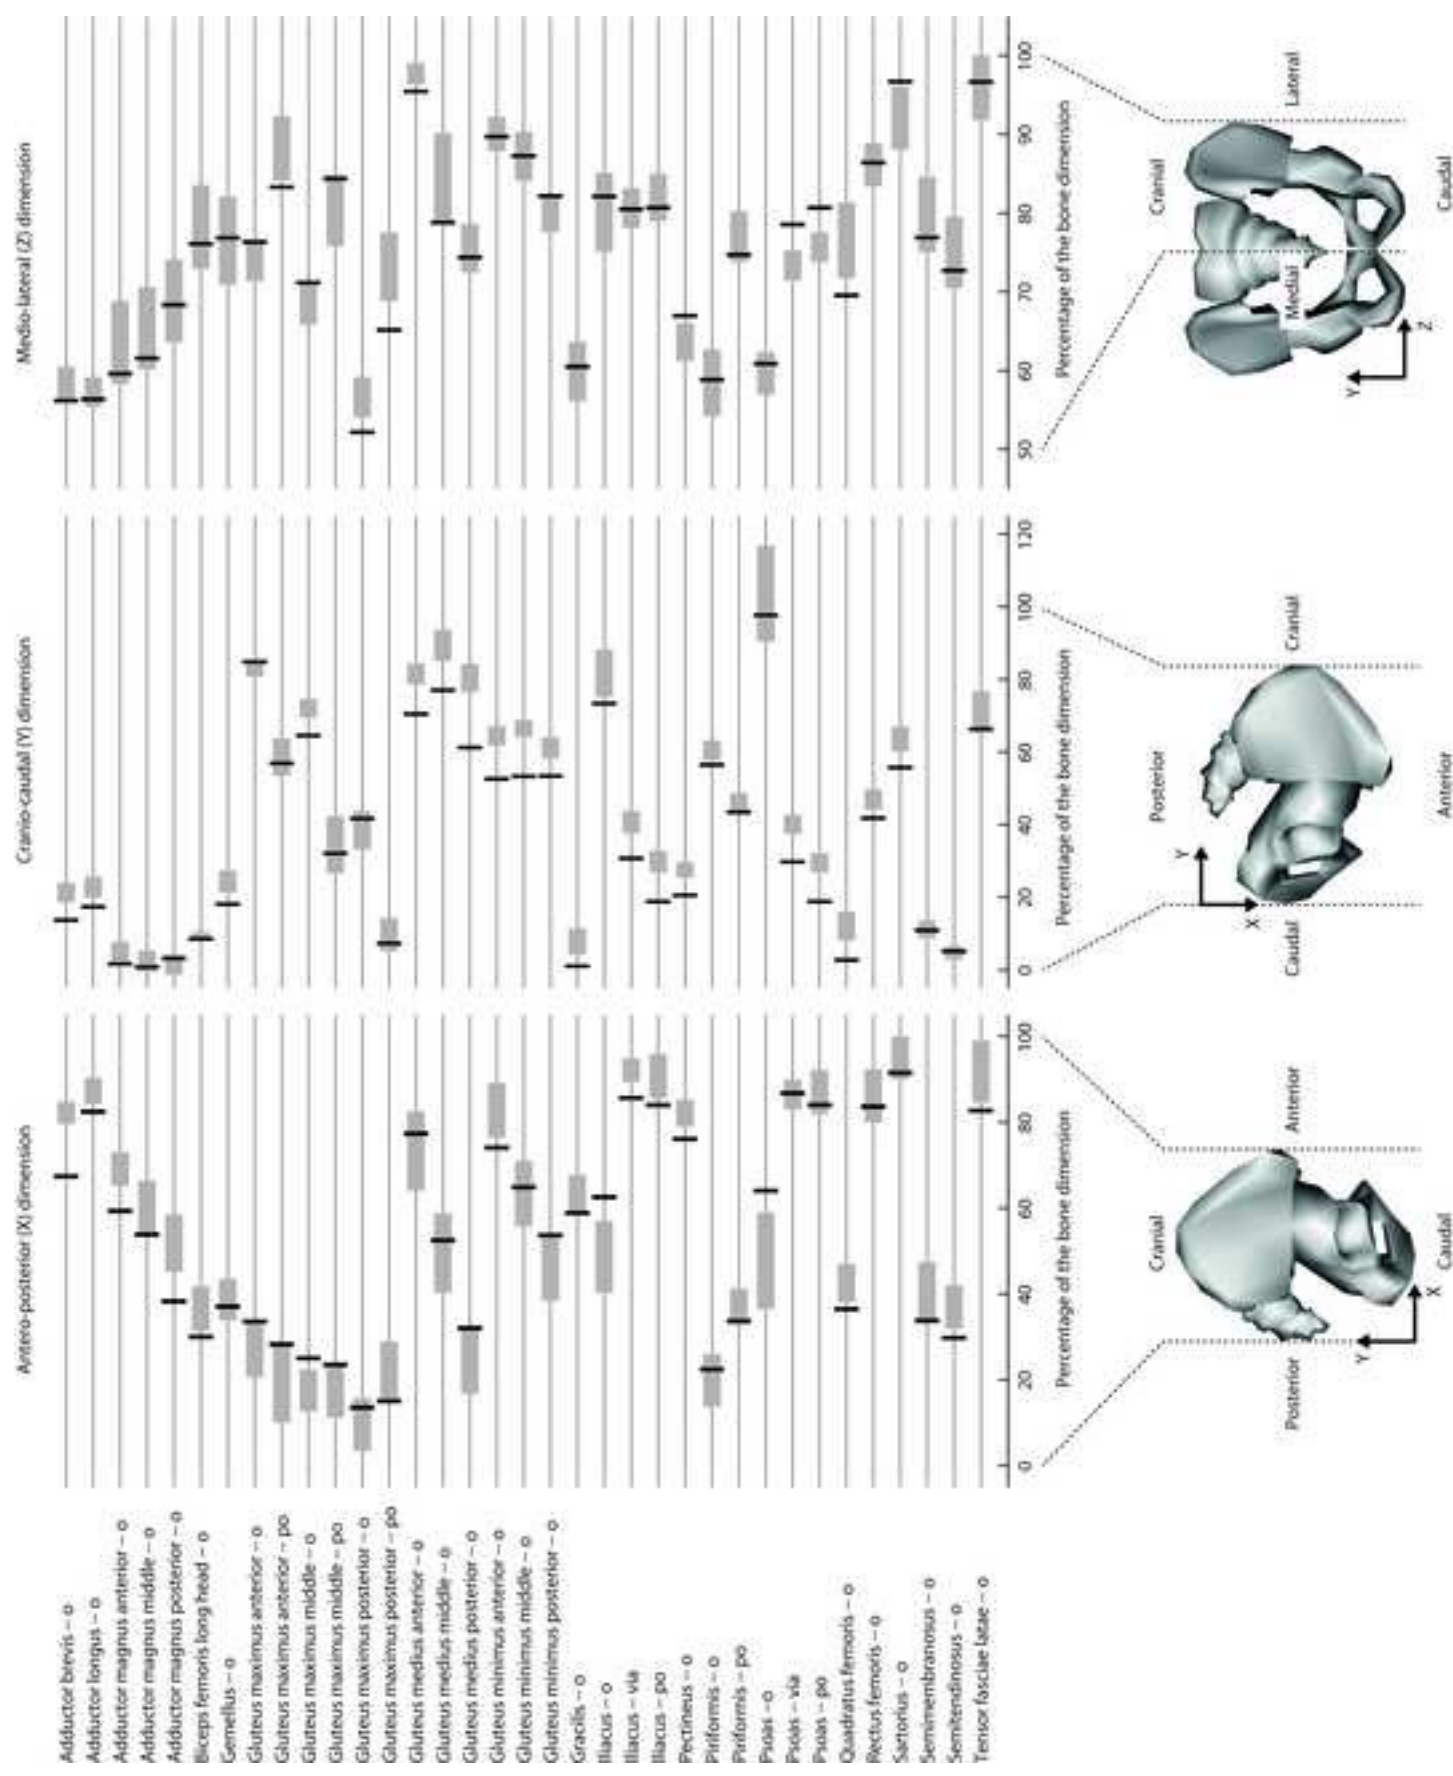 Antero-posterior (X) dimension
Cranio-caudal (Y) dimension
Medio-lateral (Z) dimension
Adductor brevis – o
Adductor longus – o
Adductor magnus anterior – o
Adductor magnus middle – o
Adductor magnus posterior – o
Biceps femoris long head – o
Gemellus – o
Gluteus maximus anterior – o
Gluteus maximus anterior – po
Gluteus maximus middle – o
Gluteus maximus middle – po
Gluteus maximus posterior – o
Gluteus maximus posterior – po
Gluteus medius anterior – o
Gluteus medius middle – o
Gluteus medius posterior – o
Gluteus minimus anterior – o
Gluteus minimus middle – o
Gluteus minimus posterior – o
Gracilis – o
Iliacus – o
Iliacus – via
Iliacus – po
Pectineus – o
Piriformis – o
Piriformis – po
Psoas – o
Psoas – via
Psoas – po
Quadratus femoris – o
Rectus femoris – o
Sartorius – o
Semimembranosus – o
Semitendinosus – o
Tensor fasciae latae – o
0 20 40 60 80 100
0 20 40 60 80 100 120
50 60 70 80 90 100
Percentage of the bone dimension
Percentage of the bone dimension
Percentage of the bone dimension
Cranial
Posterior
Anterior
Caudal
Y
X
Posterior
Caudal
Cranial
Anterior
Y
X
Cranial
Medial
Lateral
Caudal
Y
Z